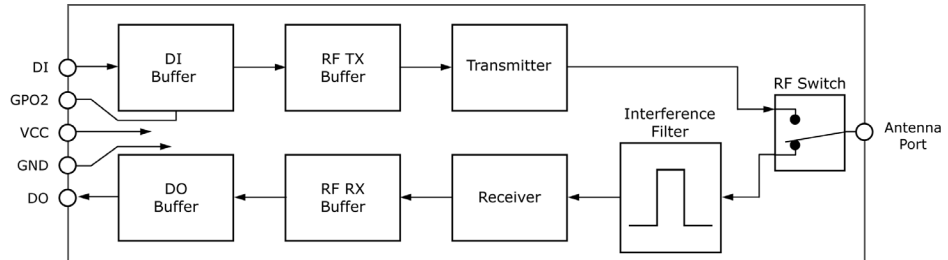 DI
GPO2
VCC
GND
DO
DI
Buffer
RF TX
Buffer
Transmitter
RF Switch
Interference
Filter
Antenna
Port
DO
Buffer
RF RX
Buffer
Receiver